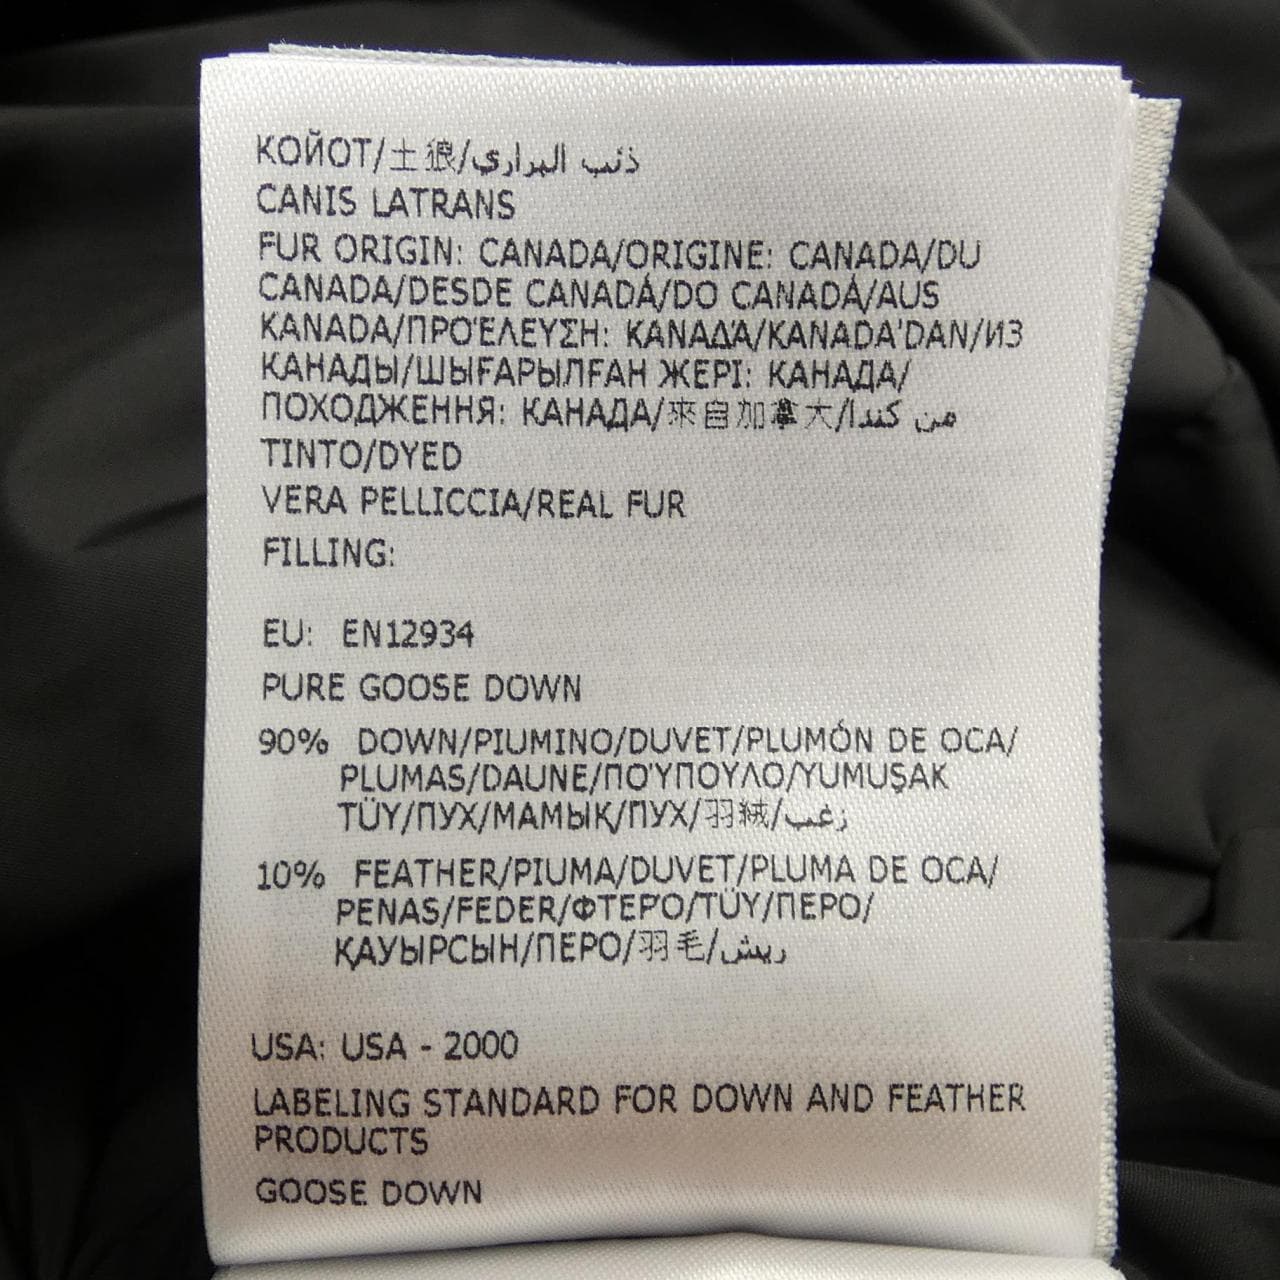 КОЙОТ/土狼/ذئب البراري
CANIS LATRANS
FUR ORIGIN: CANADA/ORIGINE: CANADA/DU
CANADA/DESDE CANADÁ/DO CANADÁ/AUS
KANADA/ΠΡΟΈΛΕΥΣΗ: ΚΑΝΑΔΆ/KANADA'DAN/ИЗ
КАНАДЫ/ШЫҒАРЫЛҒАН ЖЕРІ: КАНАДА/
ПОХОДЖЕННЯ: КАНАДА/來自加拿大/من كندا
TINTO/DYED
VERA PELLICCIA/REAL FUR
FILLING:
EU: EN12934
PURE GOOSE DOWN
90% DOWN/PIUMINO/DUVET/PLUMÓN DE OCA/
PLUMAS/DAUNE/ΠΟΎΠΟΥΛΟ/YUMUŞAK
TÜY/ПУХ/МАМЫҚ/ПУХ/羽絨/زغب
10% FEATHER/PIUMA/DUVET/PLUMA DE OCA/
PENAS/FEDER/ΦΤΕΡΌ/TÜY/ПЕРО/
ҚАУЫРСЫН/ПЕРО/羽毛/ريش
USA: USA - 2000
LABELING STANDARD FOR DOWN AND FEATHER
PRODUCTS
GOOSE DOWN